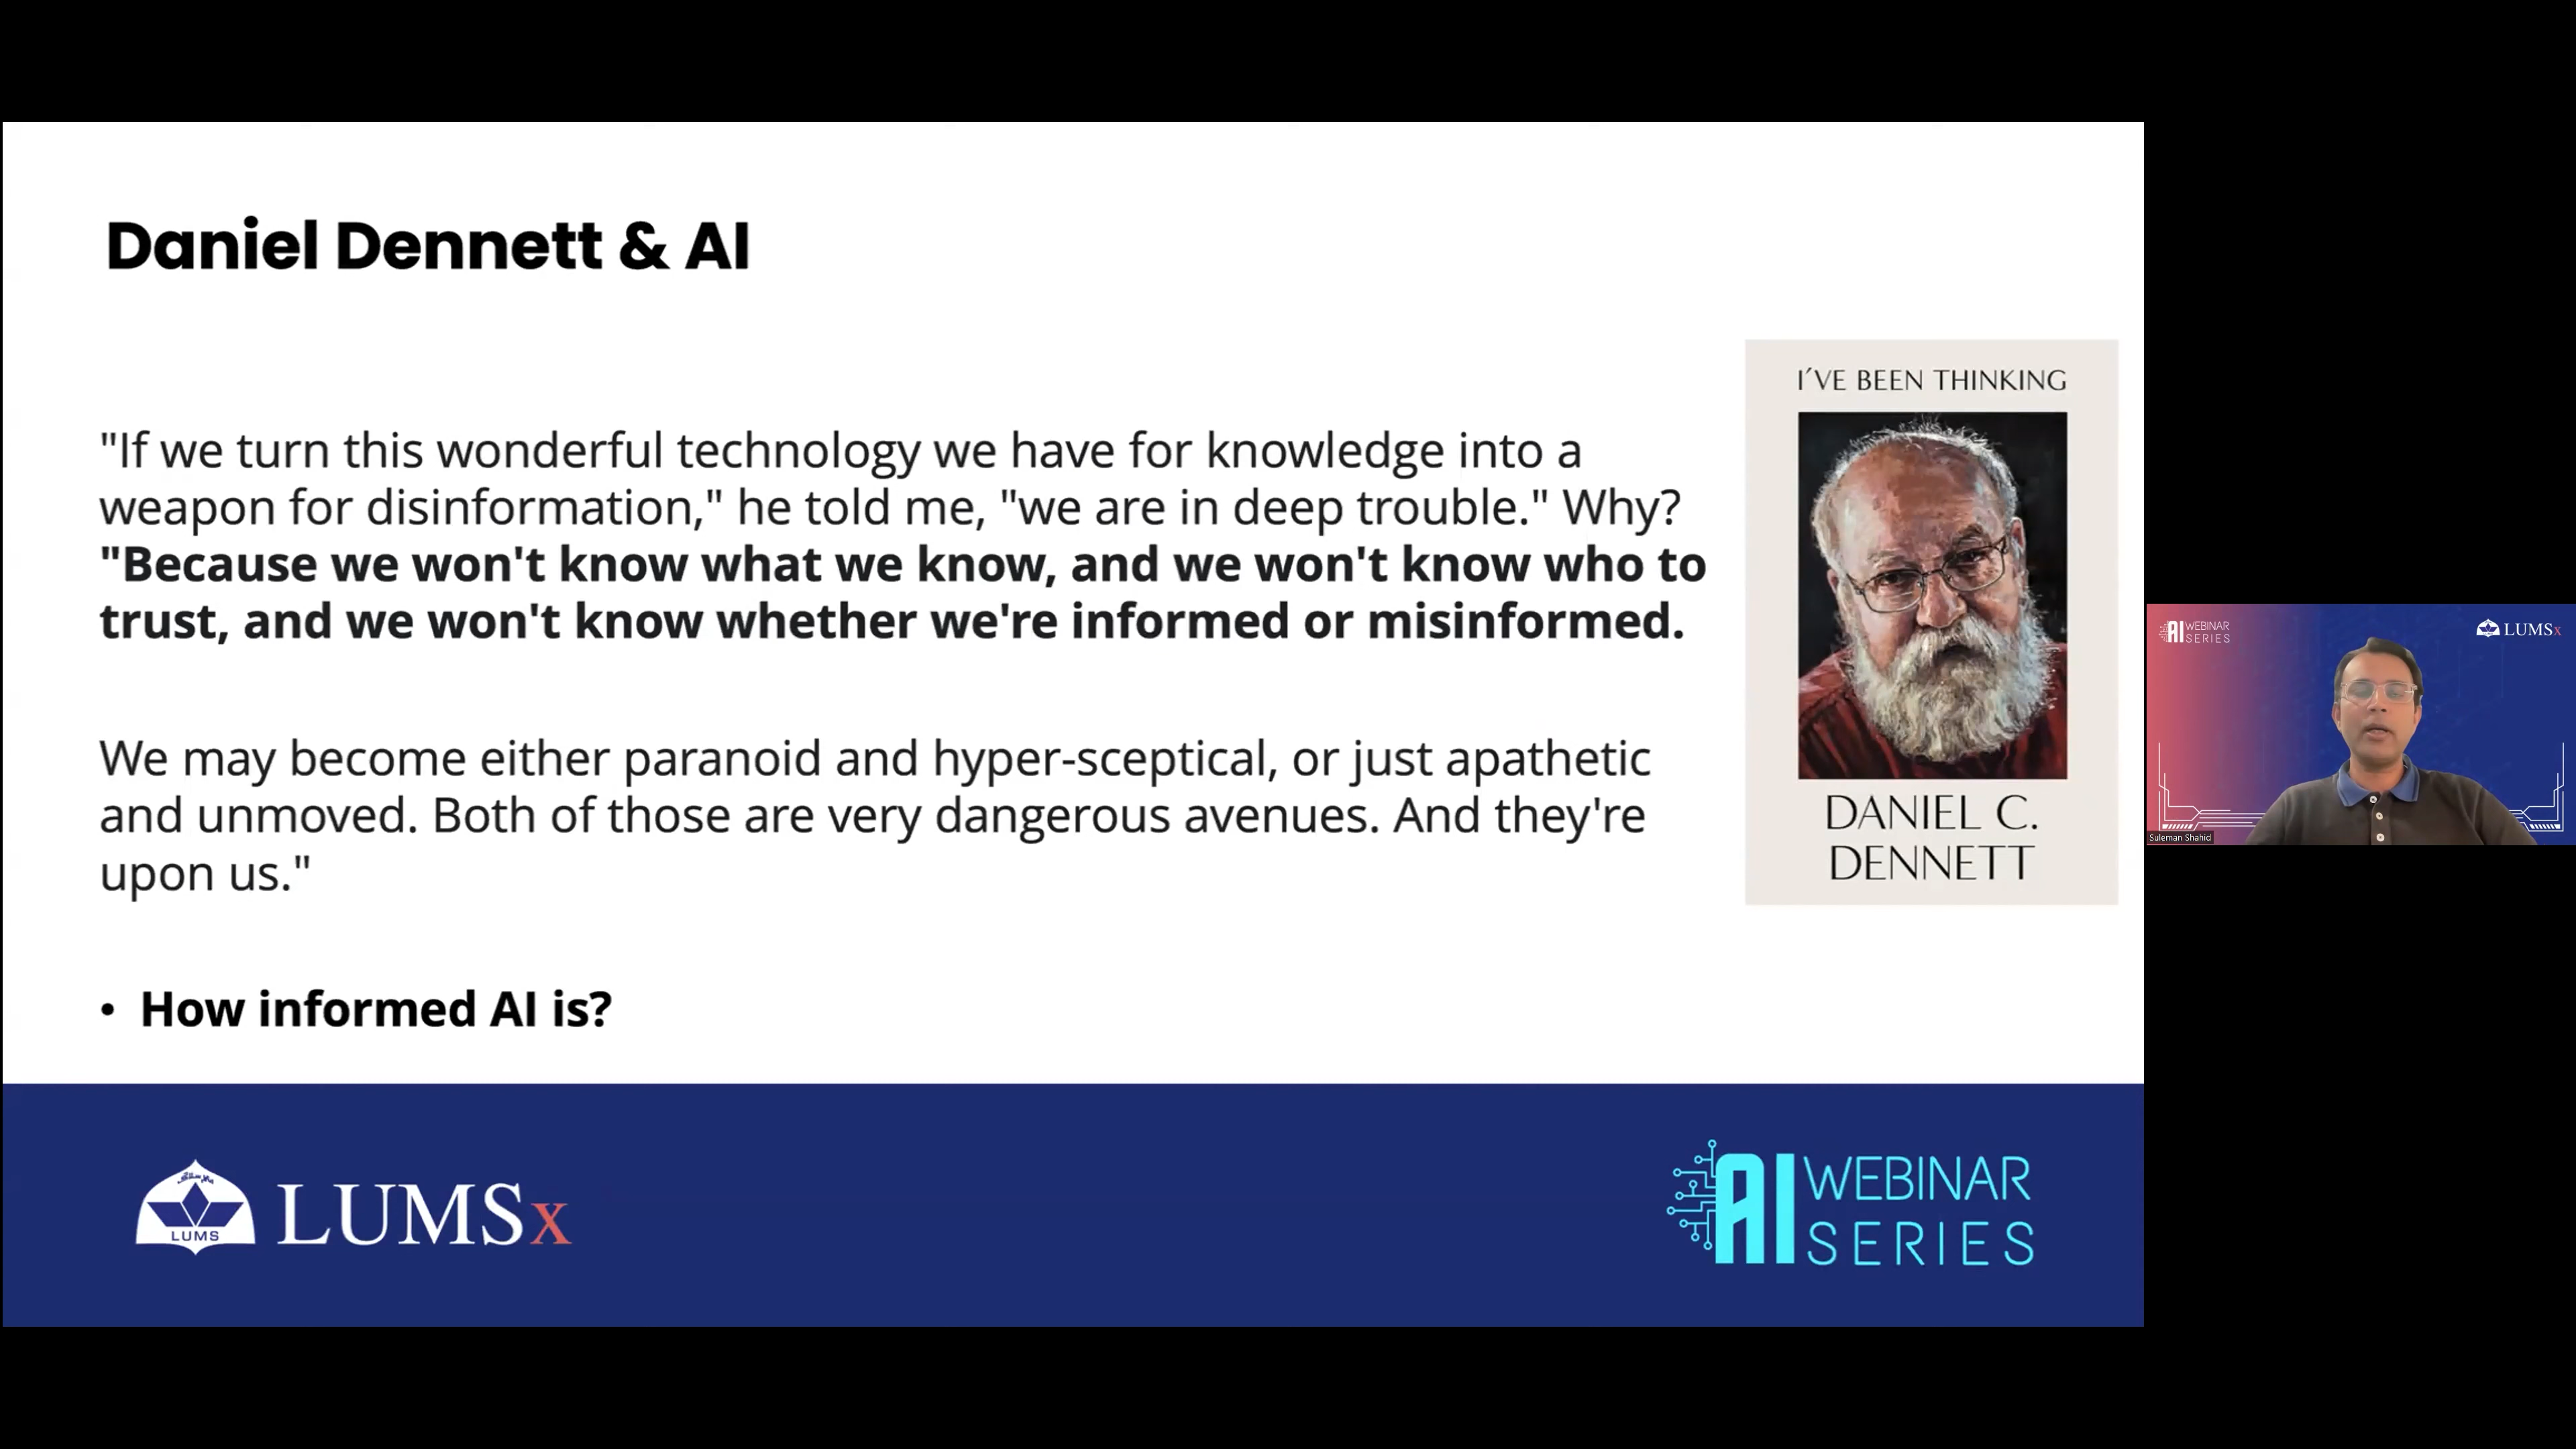 Daniel Dennett & AI
"If we turn this wonderful technology we have for knowledge into a
weapon for disinformation," he told me, "we are in deep trouble." Why?
"Because we won't know what we know, and we won't know who to
trust, and we won't know whether we're informed or misinformed.
We may become either paranoid and hyper-sceptical, or just apathetic
and unmoved. Both of those are very dangerous avenues. And they're
upon us."
• How informed AI is?
I'VE BEEN THINKING
DANIEL C.
DENNETT
LUMS
LUMSx
AI WEBINAR
SERIES
AI WEBINAR
SERIES
LUMSx
Suleman Shahid